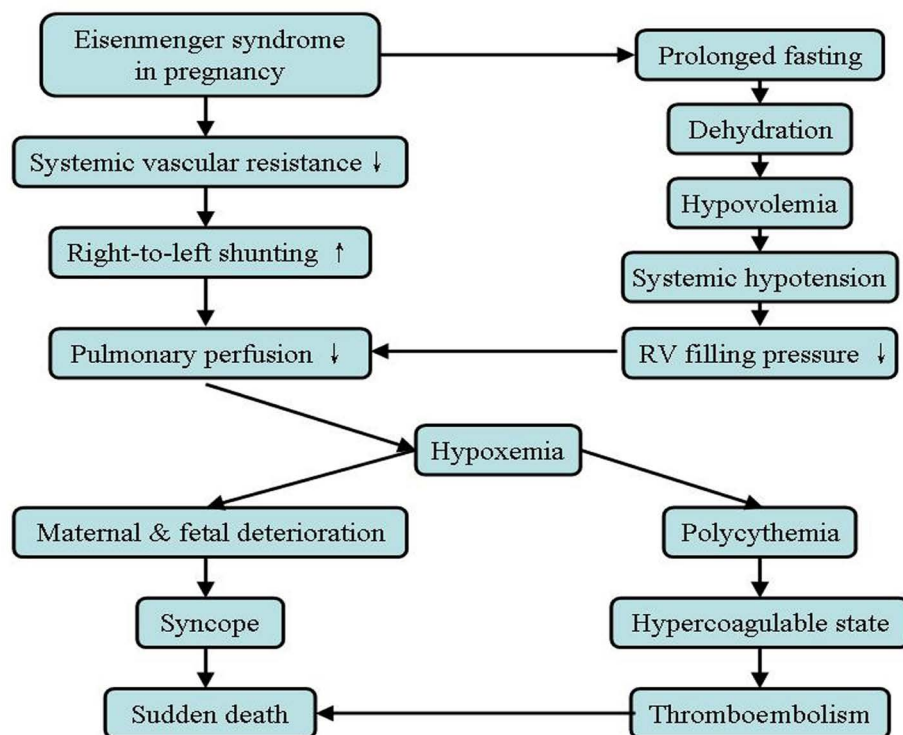 Eisenmenger syndrome
in pregnancy
Prolonged fasting
Dehydration
Systemic vascular resistance ↓
Hypovolemia
Right-to-left shunting ↑
Systemic hypotension
Pulmonary perfusion ↓
RV filling pressure ↓
Hypoxemia
Maternal & fetal deterioration
Polycythemia
Syncope
Hypercoagulable state
Sudden death
Thromboembolism